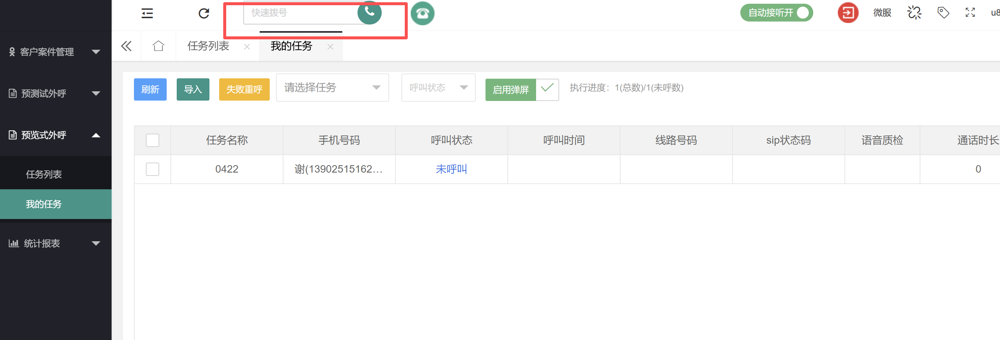 快速拨号
自动接听开
微服
u8
客户案件管理
预测试外呼
预览式外呼
任务列表
我的任务
统计报表
任务列表
我的任务
刷新
导入
失败重呼
请选择任务
呼叫状态
启用弹屏
执行进度：1(总数)/1(未呼数)
任务名称 手机号码 呼叫状态 呼叫时间 线路号码 sip状态码 语音质检 通话时长
0422 谢(13902515162... 未呼叫 0